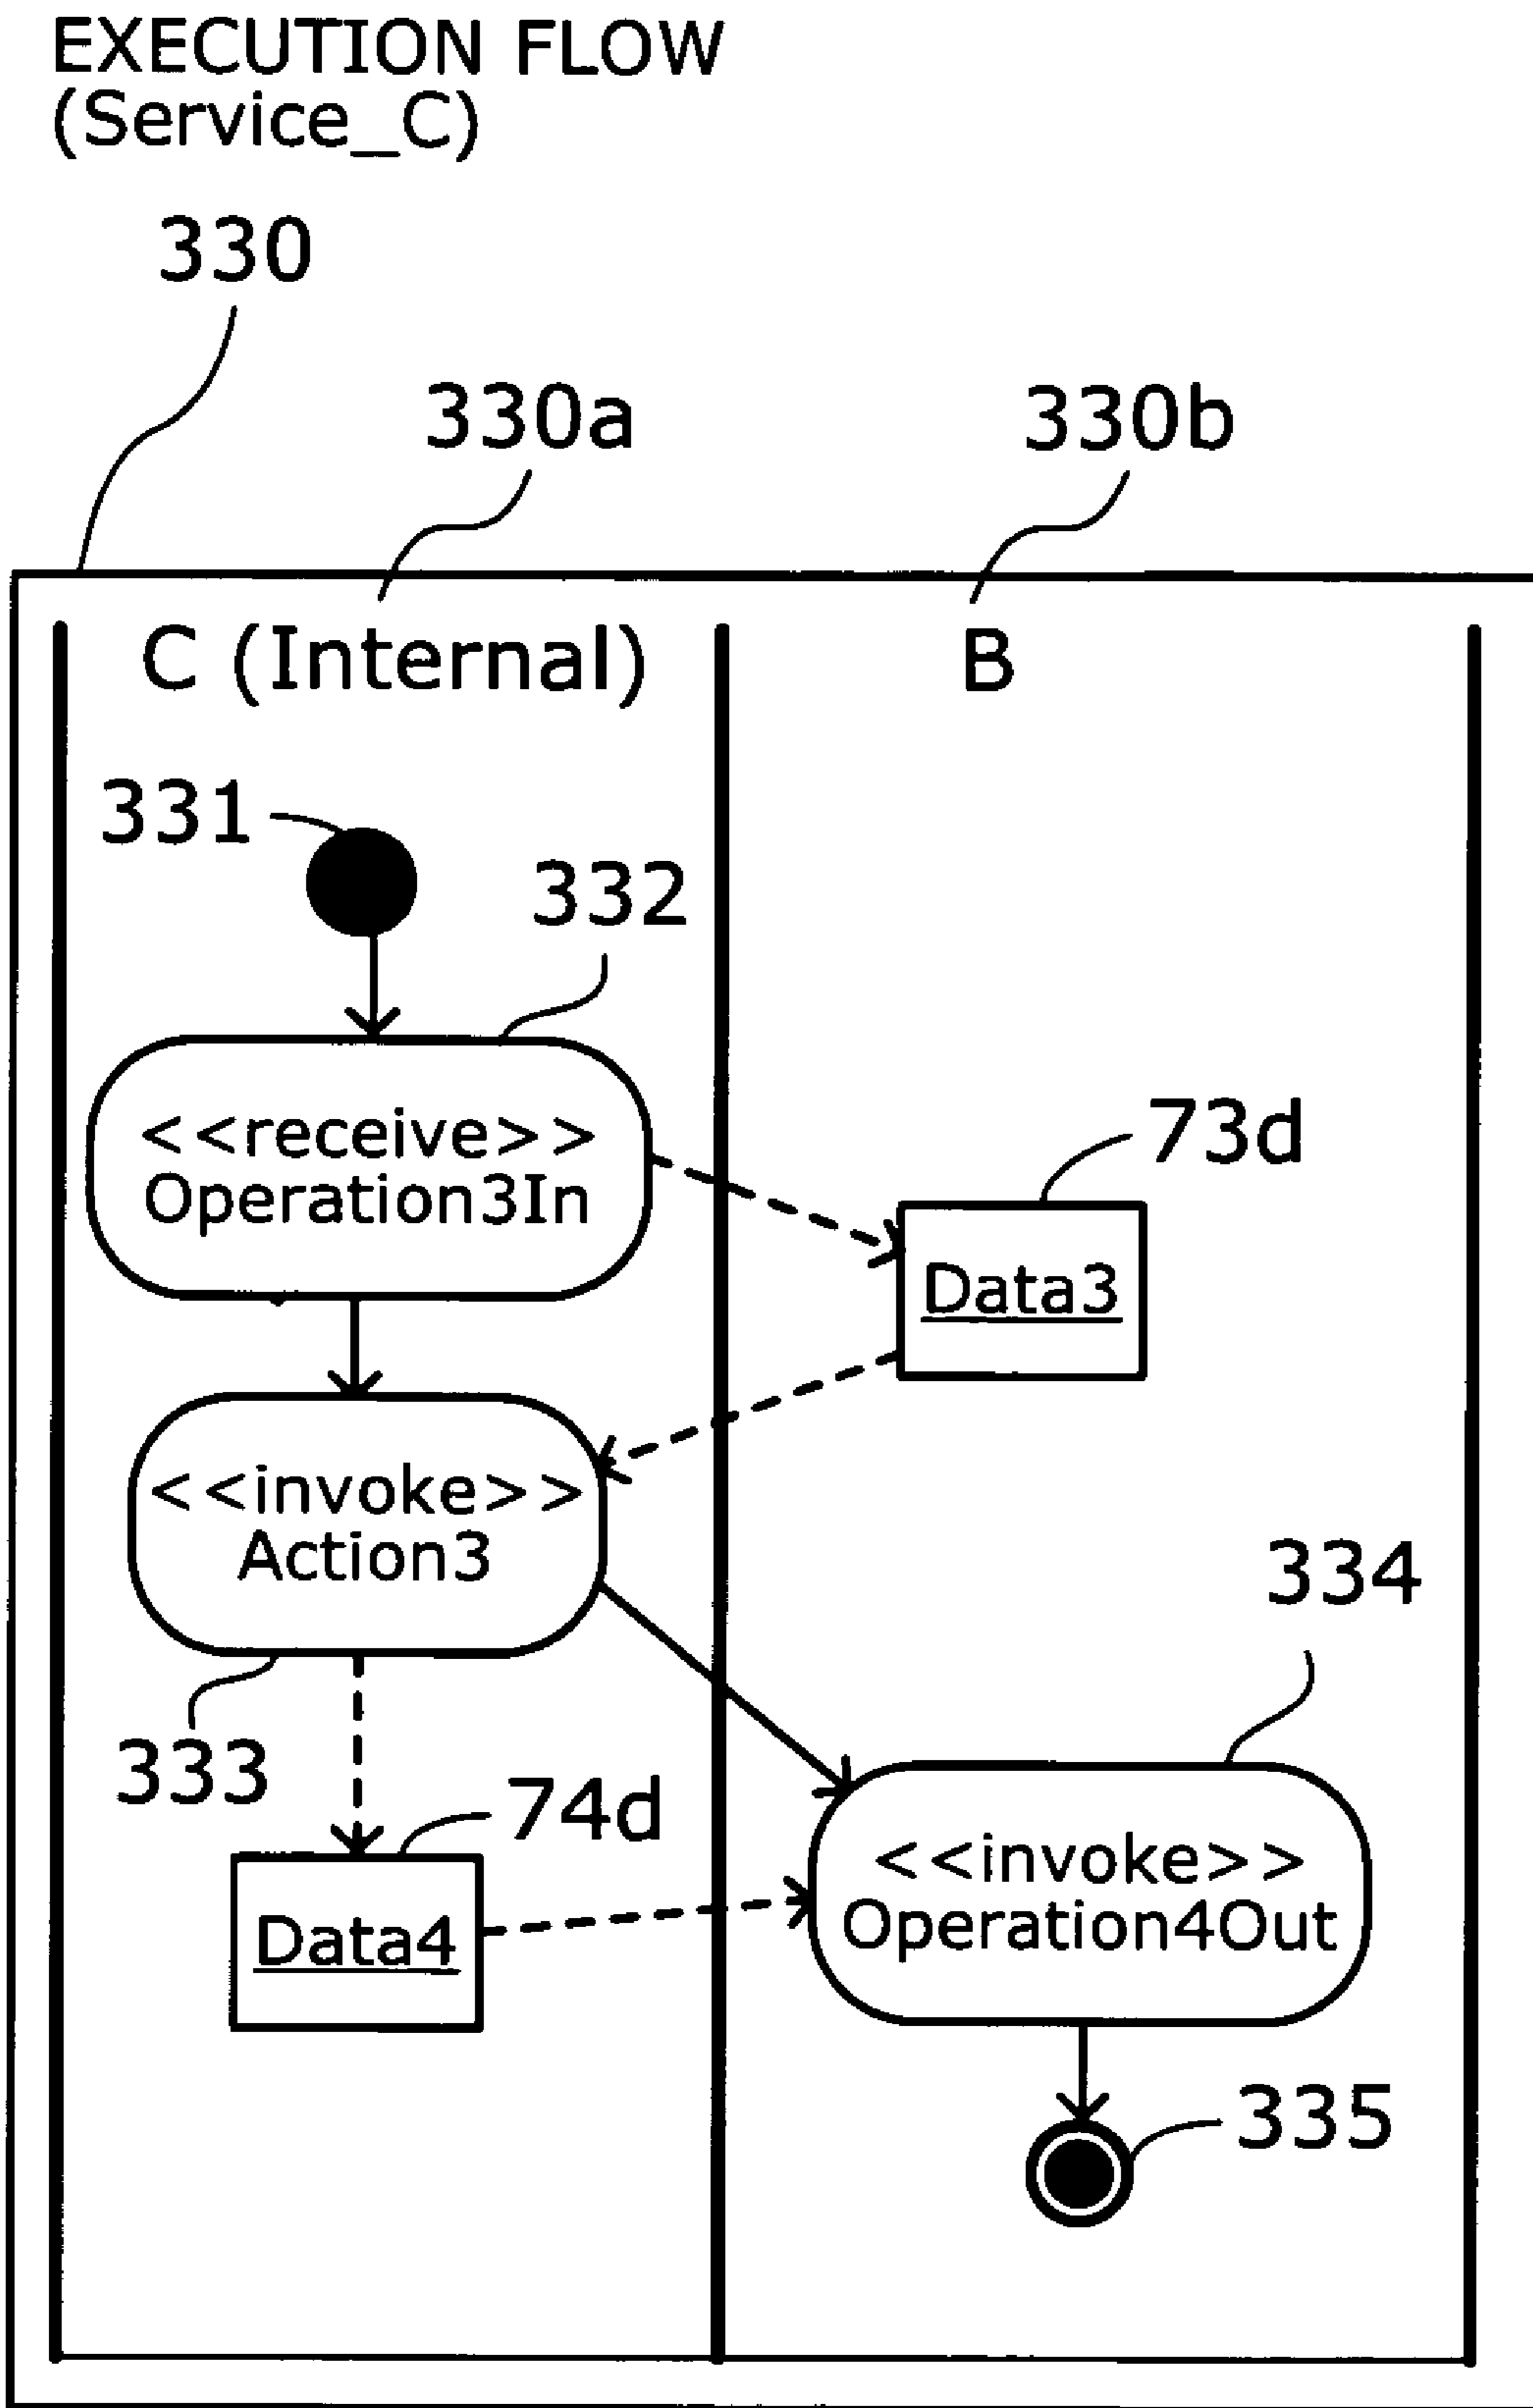 EXECUTION FLOW
(Service_C)
330
330a
330b
C (Internal)
B
331
332
<<receive>>
Operation3In
73d
Data3
<<invoke>>
Action3
334
333
74d
<<invoke>>
Operation4Out
Data4
335